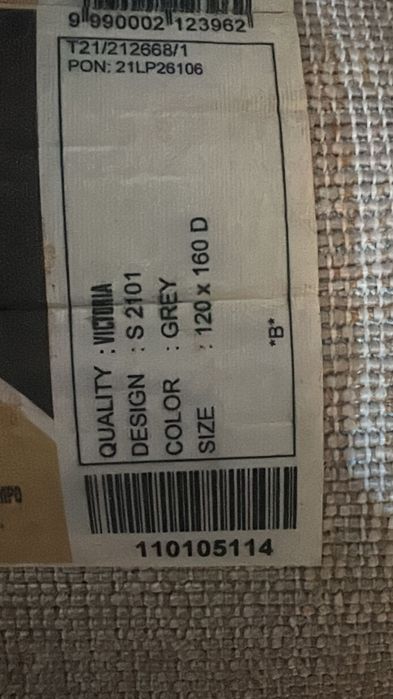 9 990002 123962
T21/212668/1
PON: 21LP26106
QUALITY : VICTORIA
DESIGN : S 2101
COLOR : GREY
SIZE : 120 x 160 D
*B*
110105114